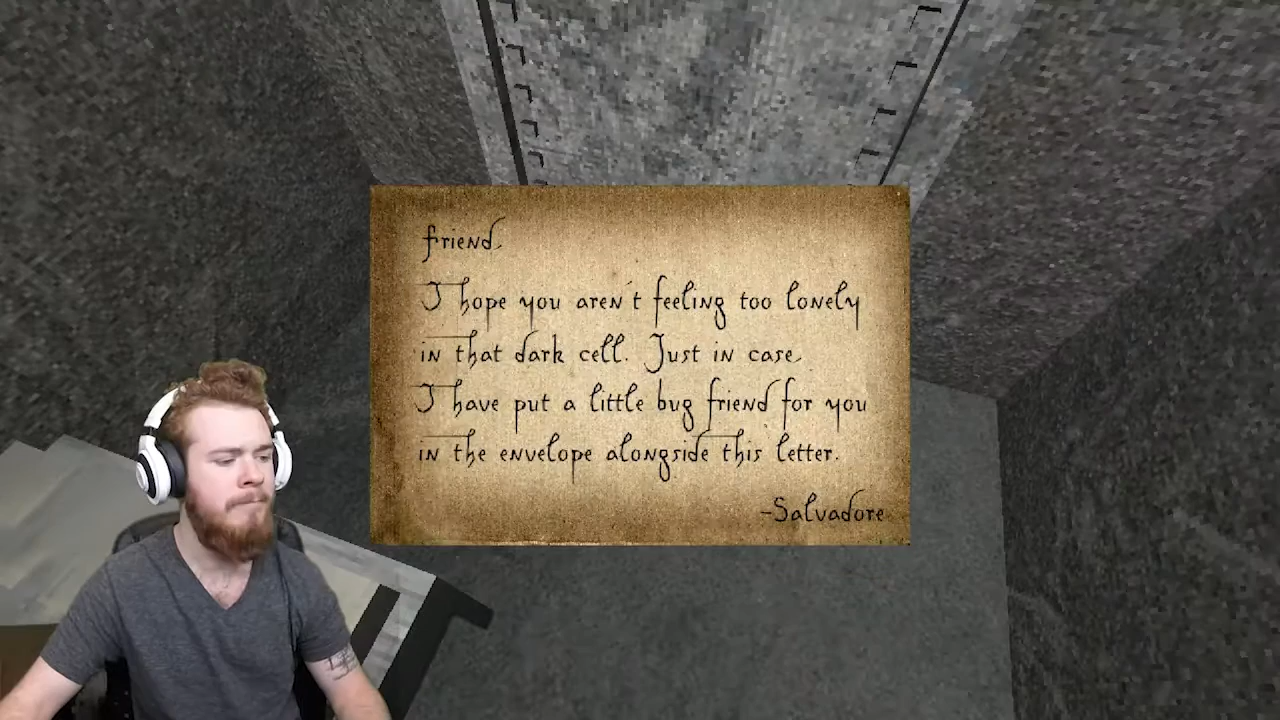 friend,
I hope you aren't feeling too lonely
in that dark cell. Just in case,
I have put a little bug friend for you
in the envelope alongside this letter.
-Salvadore